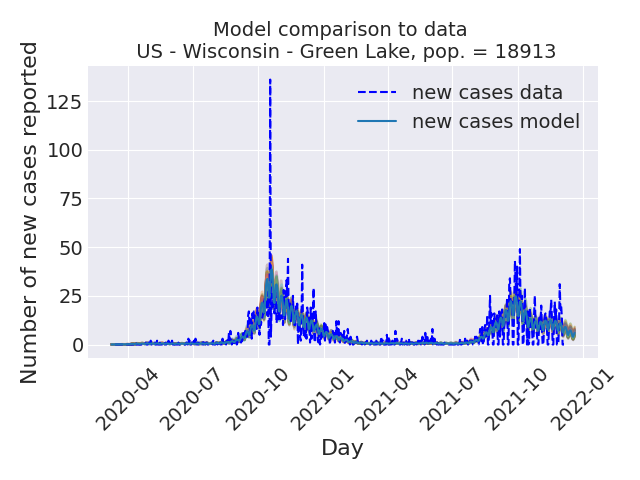 Model comparison to data
US - Wisconsin - Green Lake, pop. = 18913
new cases data
new cases model
Number of new cases reported
125
100
75
50
25
0
2020-04
2020-07
2020-10
2021-01
2021-04
2021-07
2021-10
2022-01
Day